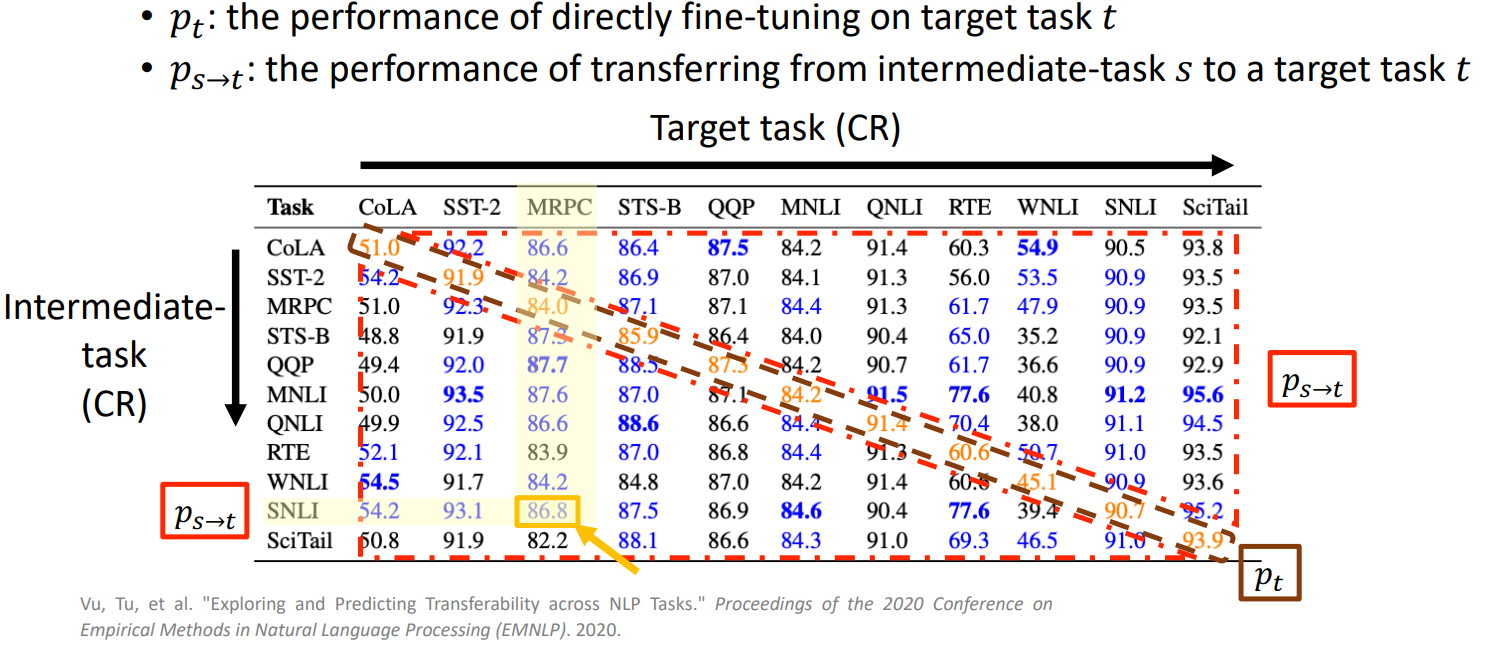 • p_t: the performance of directly fine-tuning on target task t
• p_{s→t}: the performance of transferring from intermediate-task s to a target task t
Target task (CR)
Intermediate-
task
(CR)
Task CoLA SST-2 MRPC STS-B QQP MNLI QNLI RTE WNLI SNLI SciTail
CoLA 51.0 92.2 86.6 86.4 87.5 84.2 91.4 60.3 54.9 90.5 93.8
SST-2 54.2 91.9 84.2 86.9 87.0 84.1 91.3 56.0 53.5 90.9 93.5
MRPC 51.0 92.3 84.0 87.1 87.1 84.4 91.3 61.7 47.9 90.9 93.5
STS-B 48.8 91.9 87.3 85.9 86.4 84.0 90.4 65.0 35.2 90.9 92.1
QQP 49.4 92.0 87.7 88.5 87.3 84.2 90.7 61.7 36.6 90.9 92.9
MNLI 50.0 93.5 87.6 87.0 87.1 84.2 91.5 77.6 40.8 91.2 95.6
QNLI 49.9 92.5 86.6 88.6 86.6 84.4 91.4 70.4 38.0 91.1 94.5
RTE 52.1 92.1 83.9 87.0 86.8 84.4 91.3 60.6 50.7 91.0 93.5
WNLI 54.5 91.7 84.2 84.8 87.0 84.2 91.4 60.6 45.1 90.9 93.6
SNLI 54.2 93.1 86.8 87.5 86.9 84.6 90.4 77.6 39.4 90.7 95.2
SciTail 50.8 91.9 82.2 88.1 86.6 84.3 91.0 69.3 46.5 91.0 93.9
p_{s→t}
p_{s→t}
p_t
Vu, Tu, et al. "Exploring and Predicting Transferability across NLP Tasks." Proceedings of the 2020 Conference on
Empirical Methods in Natural Language Processing (EMNLP). 2020.